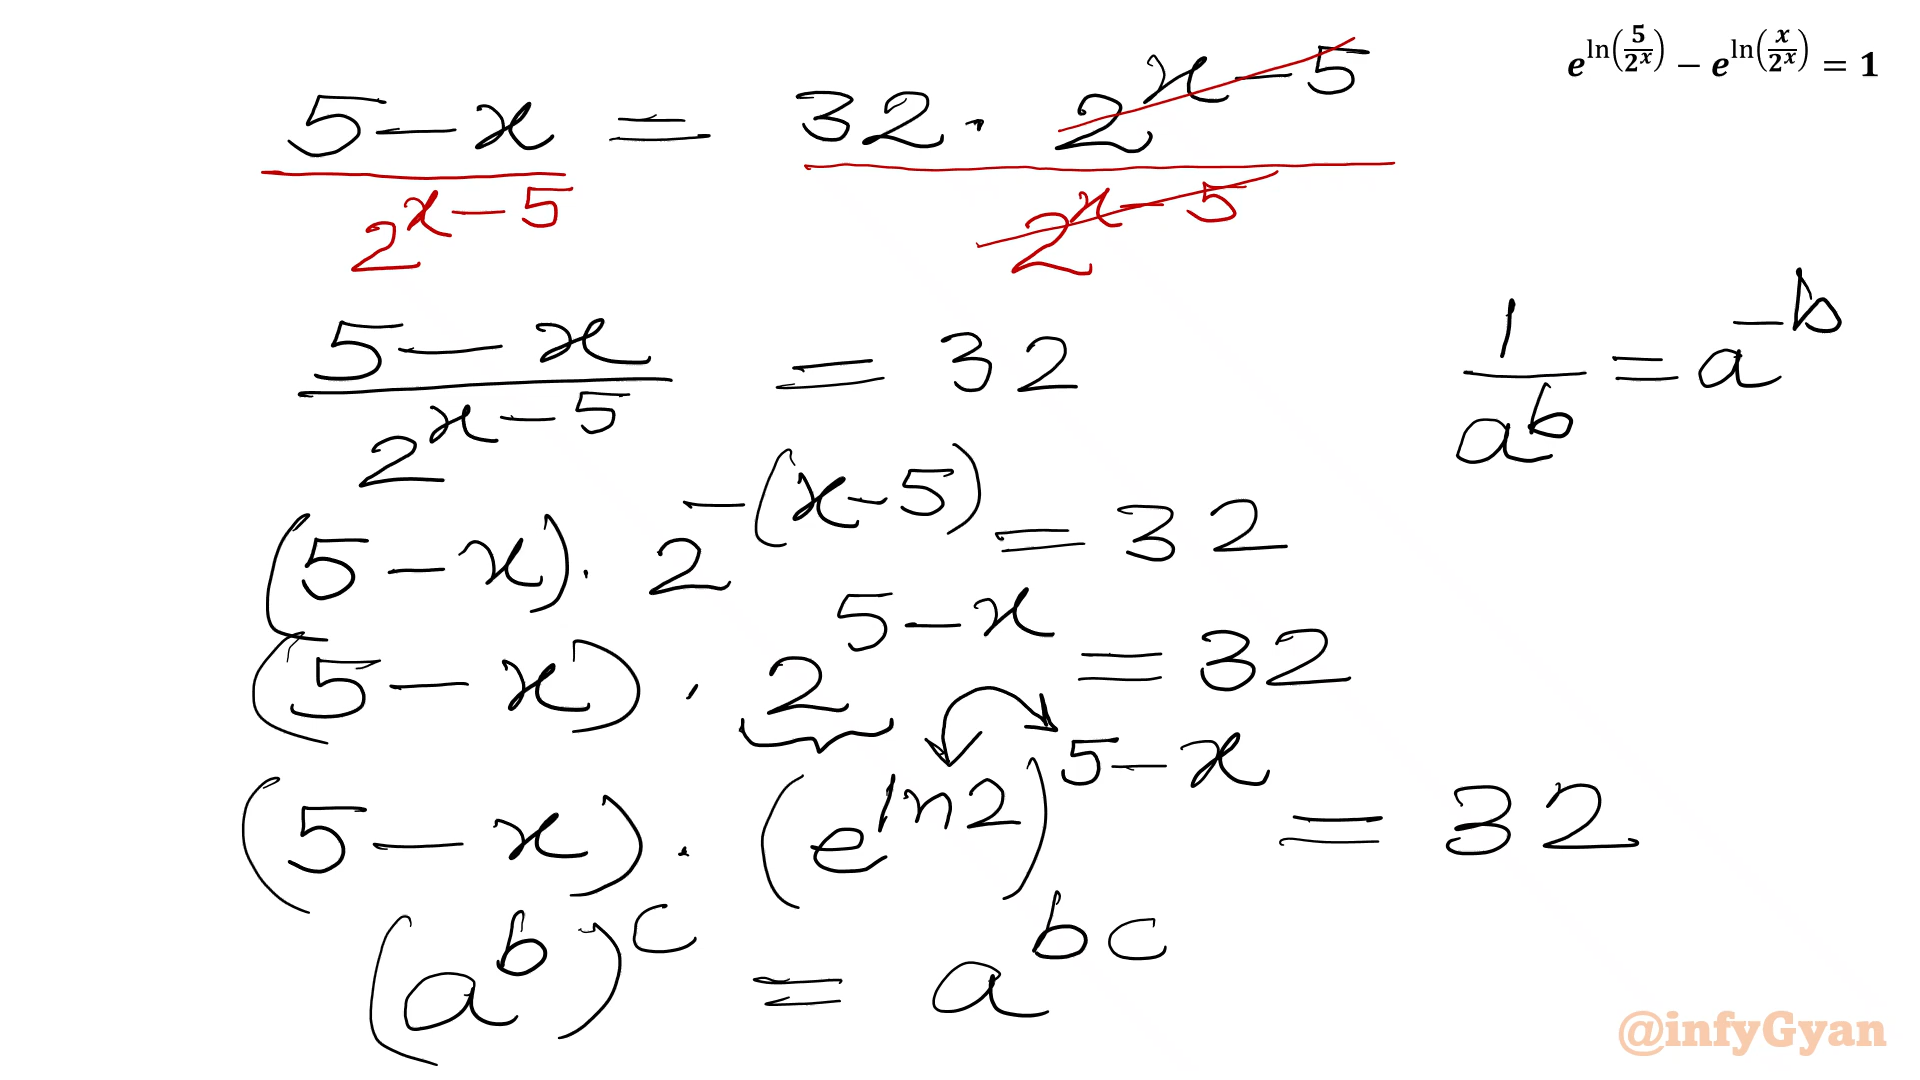 e^{ln(5/2^x)} − e^{ln(x/2^x)} = 1
(5 − x)/2^{x−5} = (32 · 2^{x−5})/2^{x−5}
(5 − x)/2^{x−5} = 32
1/a^b = a^{−b}
(5 − x) · 2^{−(x−5)} = 32
(5 − x) · 2^{5−x} = 32
(5 − x) · (e^{ln2})^{5−x} = 32
(a^b)^c = a^{bc}
@infyGyan